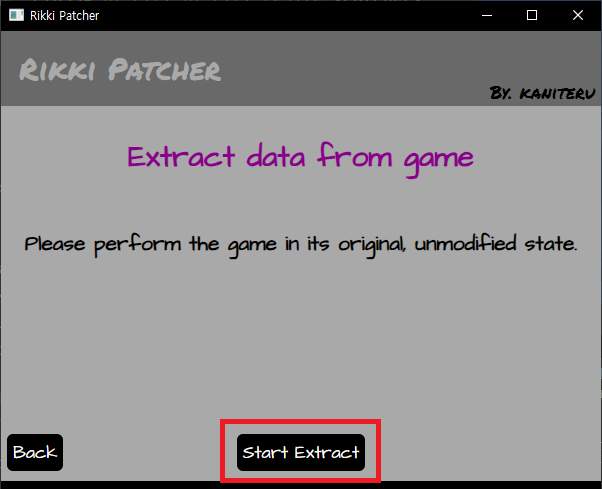 Rikki Patcher
Rikki Patcher
By. kaniteru
Extract data from game
Please perform the game in its original, unmodified state.
Back
Start Extract